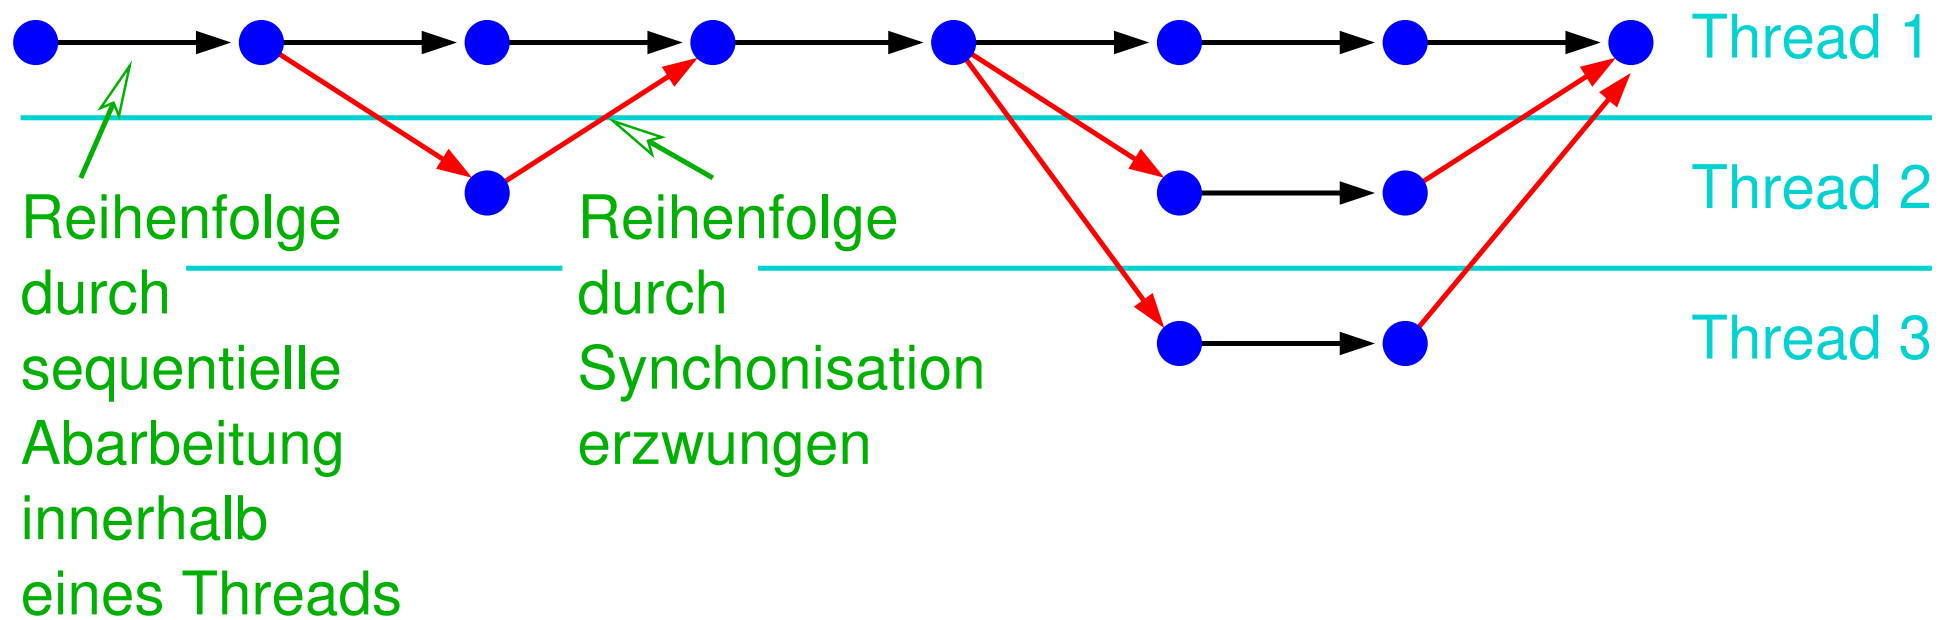 Thread 1
Thread 2
Thread 3
Reihenfolge
durch
sequentielle
Abarbeitung
innerhalb
eines Threads
Reihenfolge
durch
Synchonisation
erzwungen